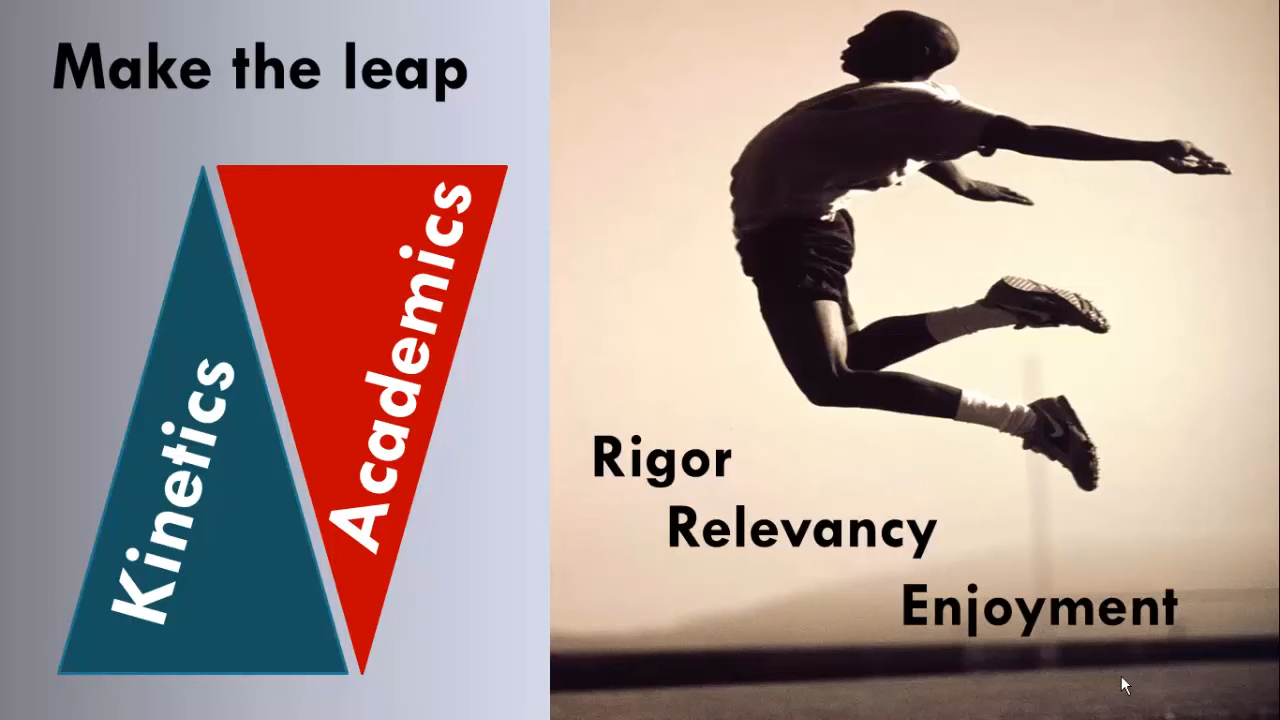 Make the leap
Kinetics
Academics
Rigor
Relevancy
Enjoyment